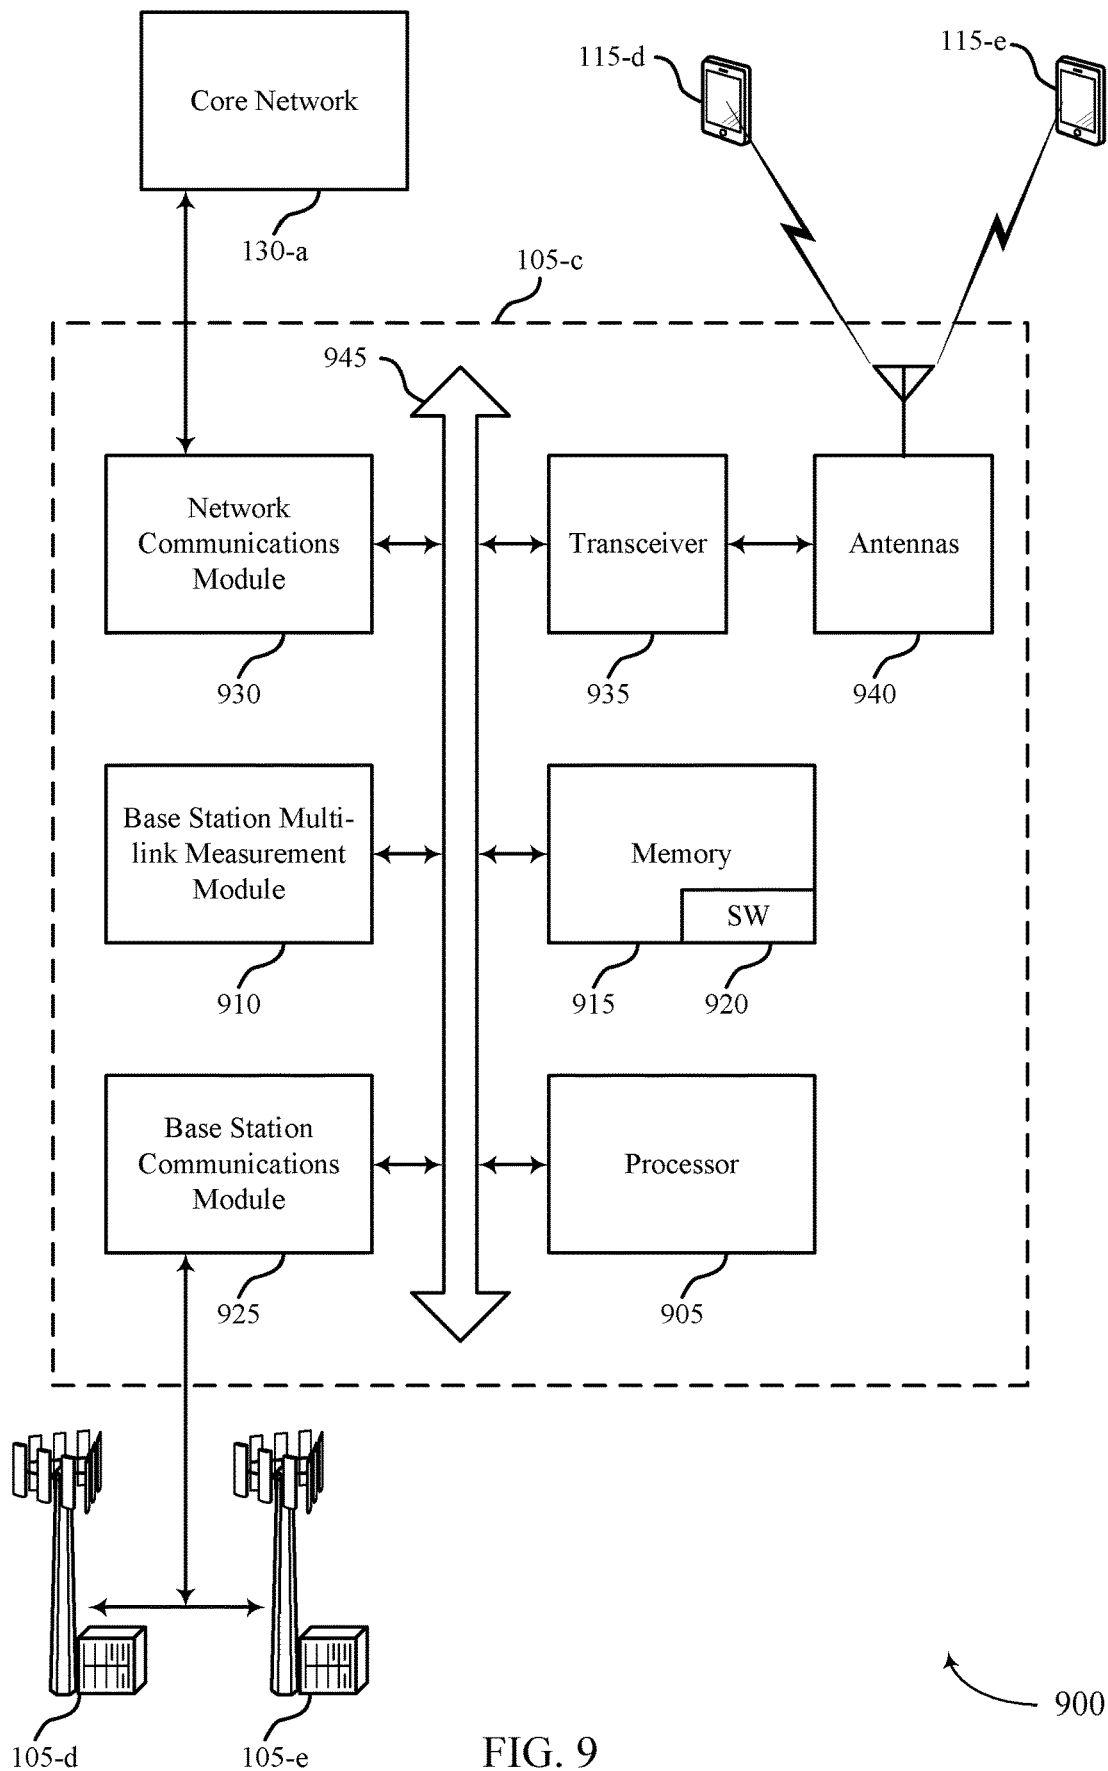 Core Network
130-a
115-d
115-e
105-c
945
Network
Communications
Module
930
Transceiver
935
Antennas
940
Base Station Multi-
link Measurement
Module
910
Memory
SW
915
920
Base Station
Communications
Module
925
Processor
905
105-d
105-e
900
FIG. 9